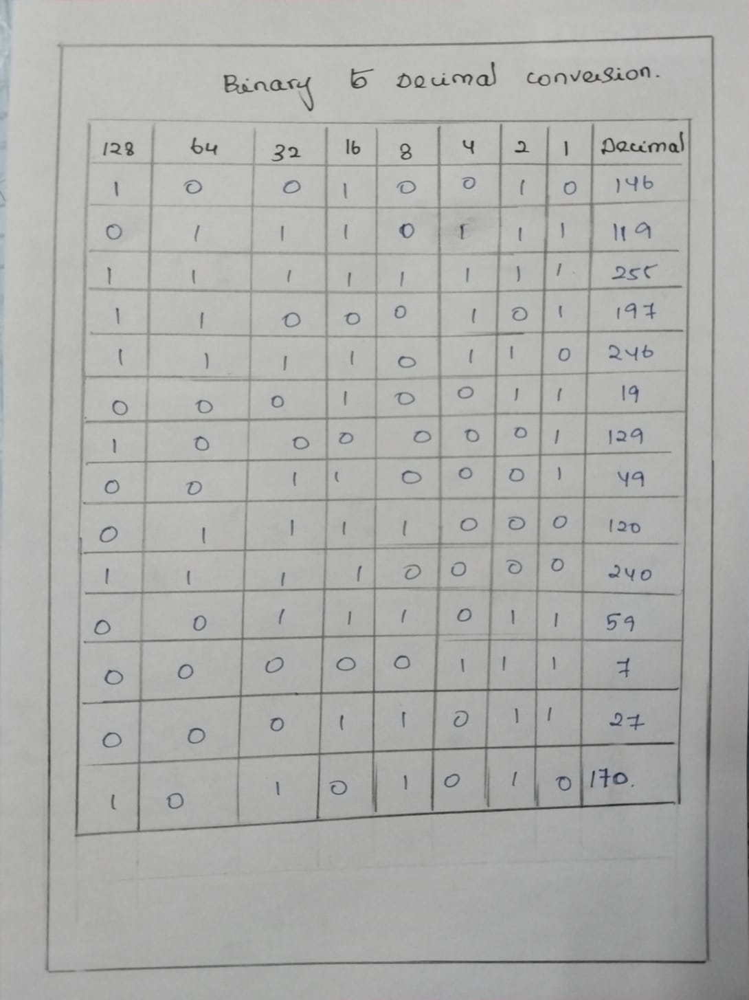 Binary to Decimal conversion.
128 64 32 16 8 4 2 1 Decimal
1 0 0 1 0 0 1 0 146
0 1 1 1 0 1 1 1 119
1 1 1 1 1 1 1 1 255
1 1 0 0 0 1 0 1 197
1 1 1 1 0 1 1 0 246
0 0 0 1 0 0 1 1 19
1 0 0 0 0 0 0 1 129
0 0 1 1 0 0 0 1 49
0 1 1 1 1 0 0 0 120
1 1 1 1 0 0 0 0 240
0 0 1 1 1 0 1 1 59
0 0 0 0 0 1 1 1 7
0 0 0 1 1 0 1 1 27
1 0 1 0 1 0 1 0 170.